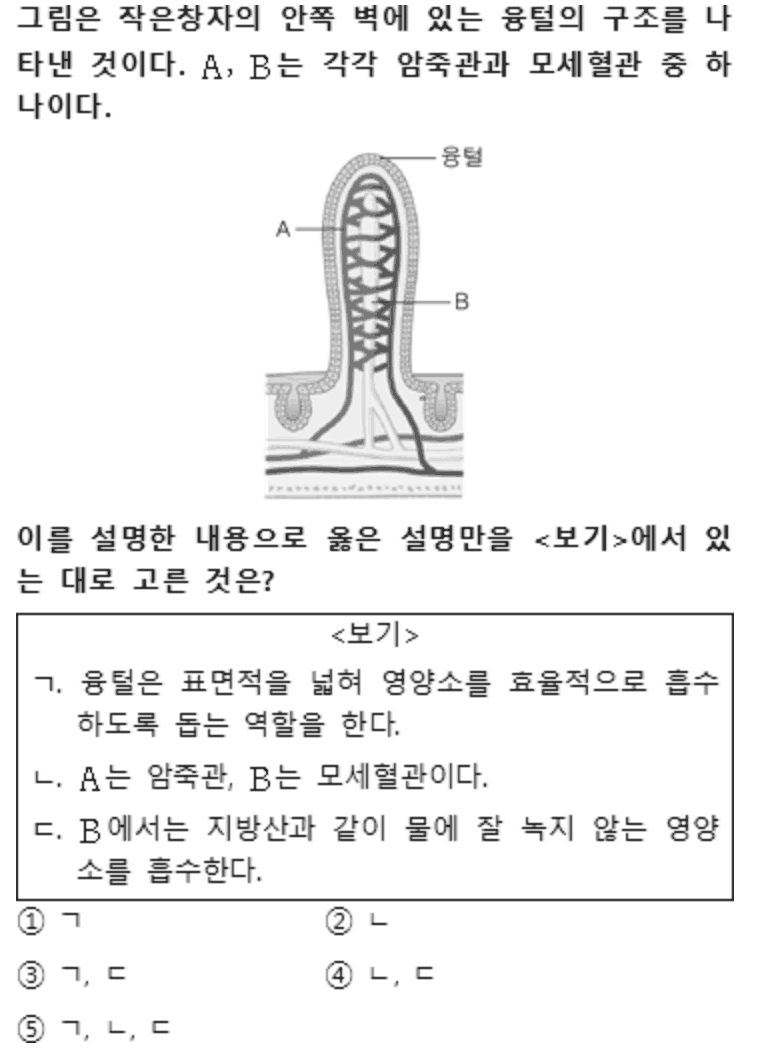 그림은 작은창자의 안쪽 벽에 있는 융털의 구조를 나
타낸 것이다. A, B는 각각 암죽관과 모세혈관 중 하
나이다.
융털
A
B
이를 설명한 내용으로 옳은 설명만을 <보기>에서 있
는 대로 고른 것은?
<보기>
ㄱ. 융털은 표면적을 넓혀 영양소를 효율적으로 흡수
하도록 돕는 역할을 한다.
ㄴ. A는 암죽관, B는 모세혈관이다.
ㄷ. B에서는 지방산과 같이 물에 잘 녹지 않는 영양
소를 흡수한다.
① ㄱ ② ㄴ
③ ㄱ, ㄷ ④ ㄴ, ㄷ
⑤ ㄱ, ㄴ, ㄷ